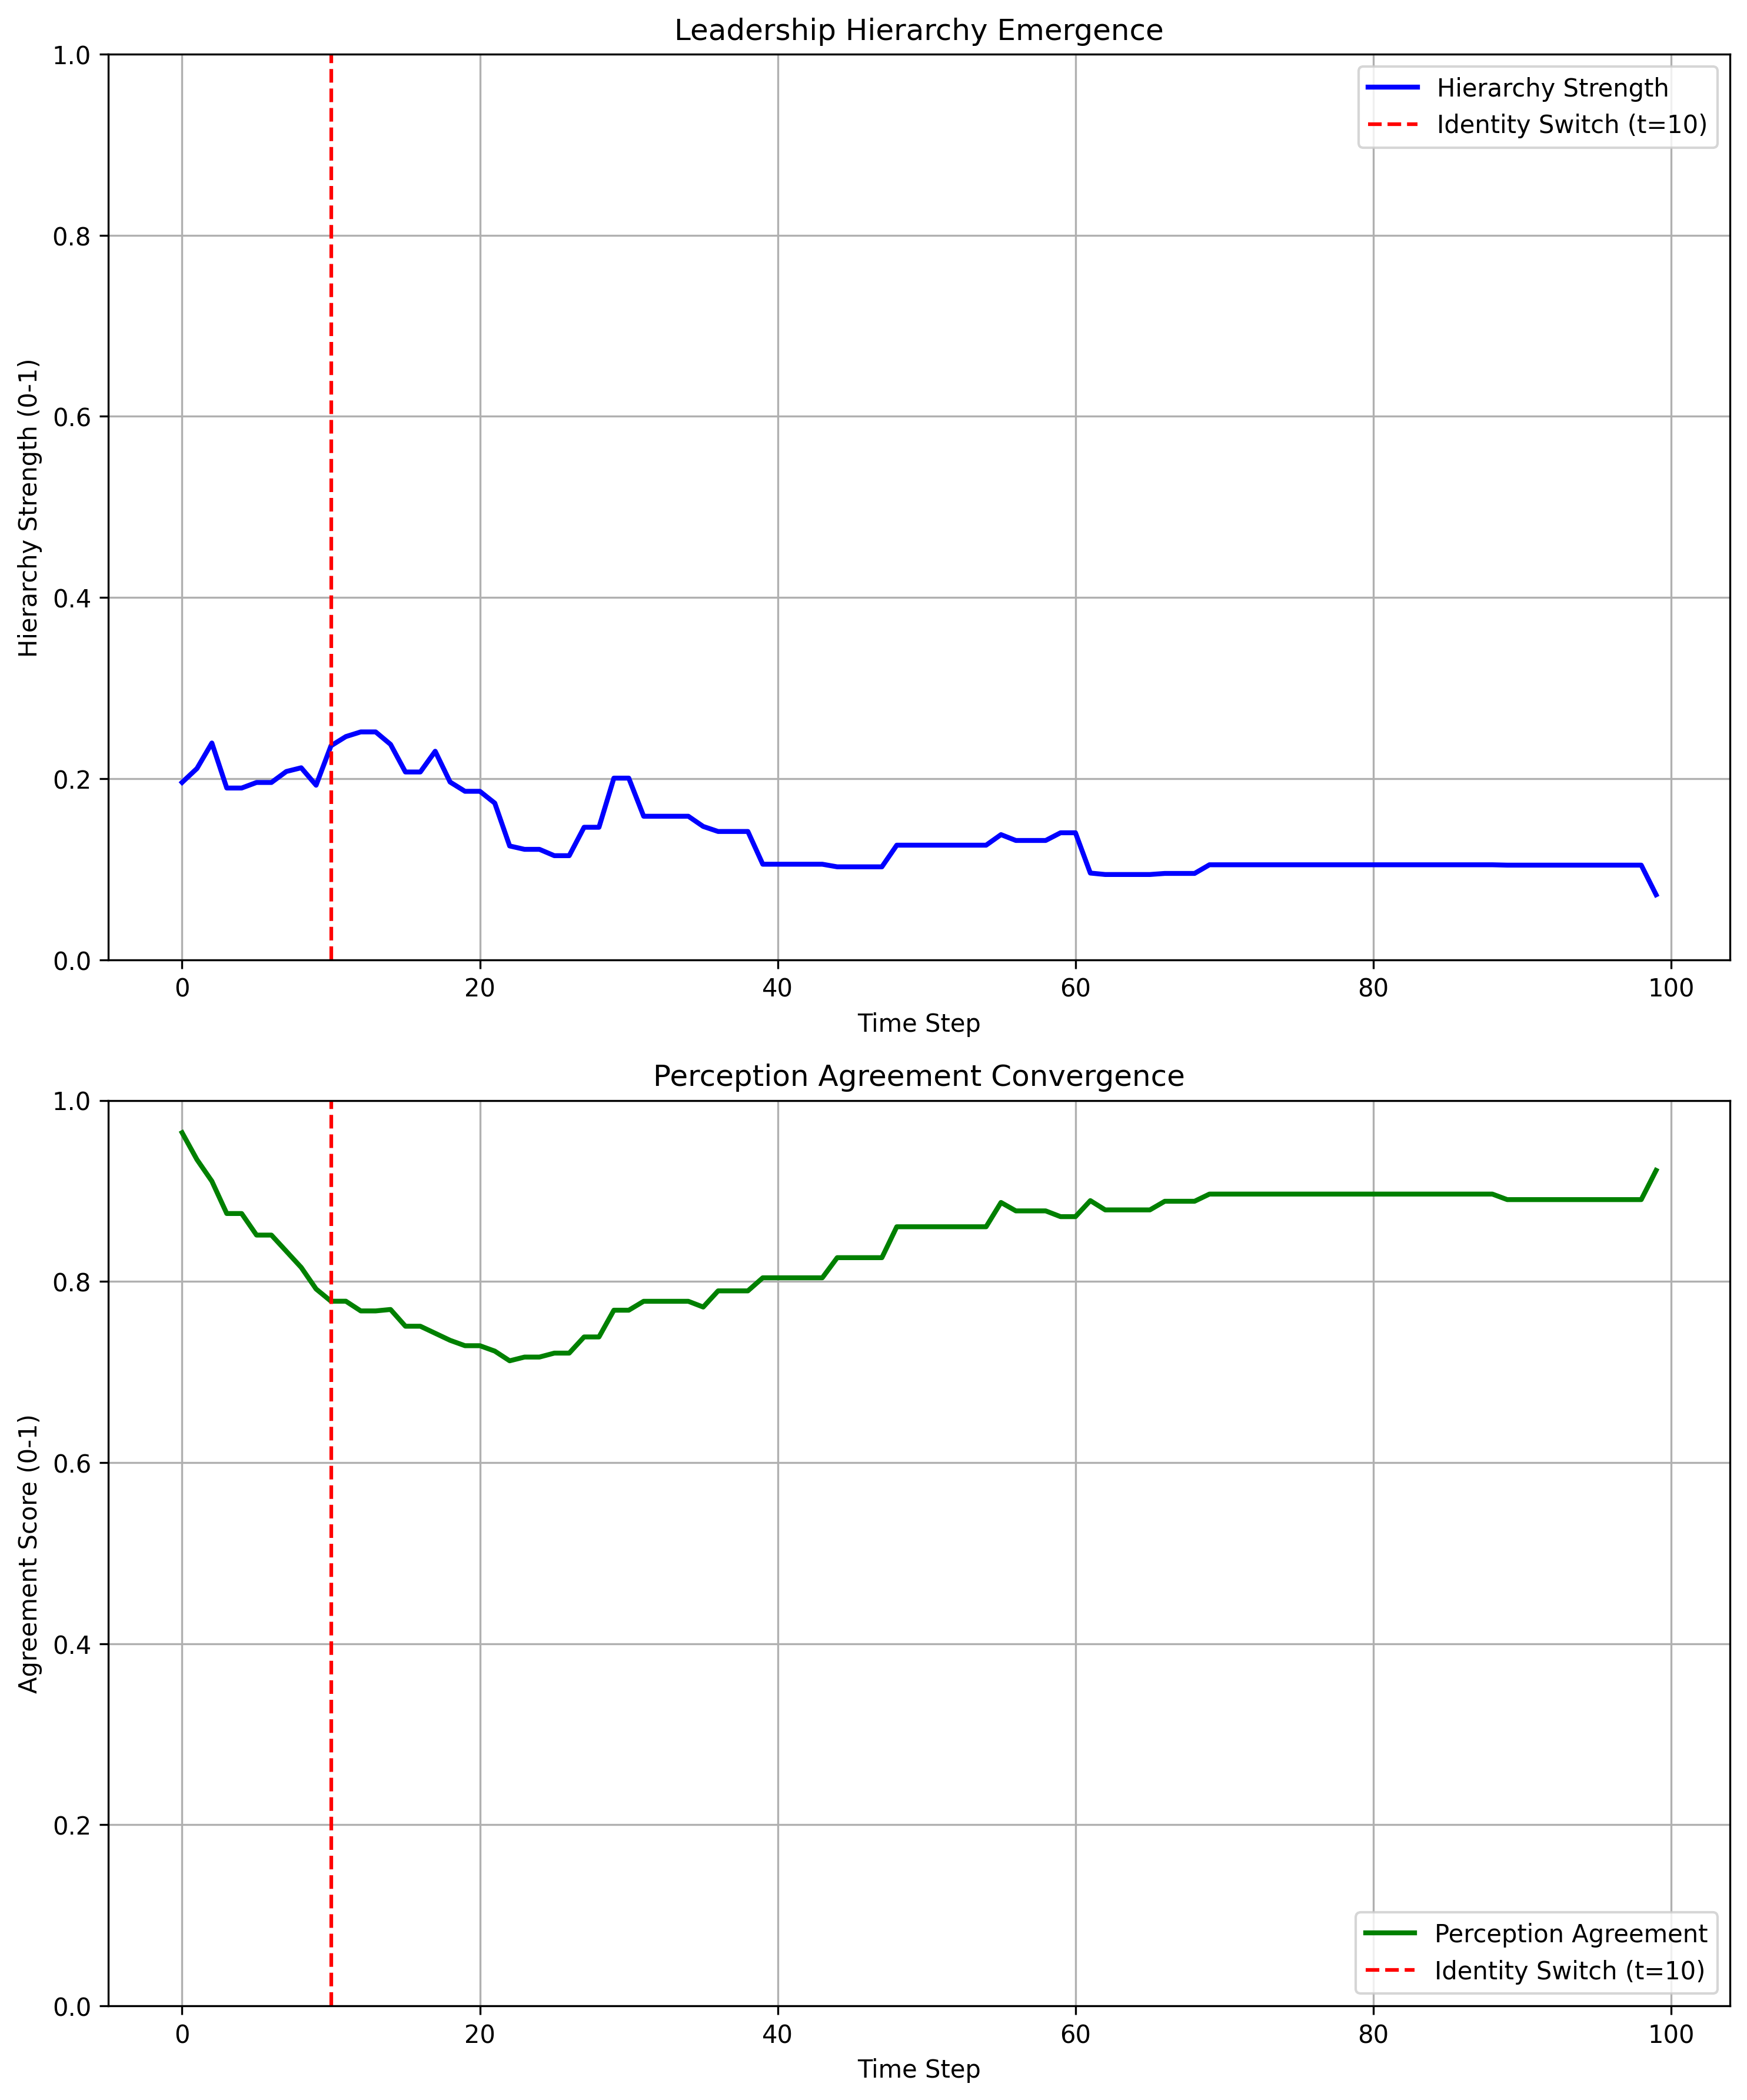 Leadership Hierarchy Emergence
Hierarchy Strength
Identity Switch (t=10)
Hierarchy Strength (0-1)
1.0
0.8
0.6
0.4
0.2
0.0
0 20 40 60 80 100
Time Step
Perception Agreement Convergence
Agreement Score (0-1)
1.0
0.8
0.6
0.4
0.2
0.0
Perception Agreement
Identity Switch (t=10)
0 20 40 60 80 100
Time Step